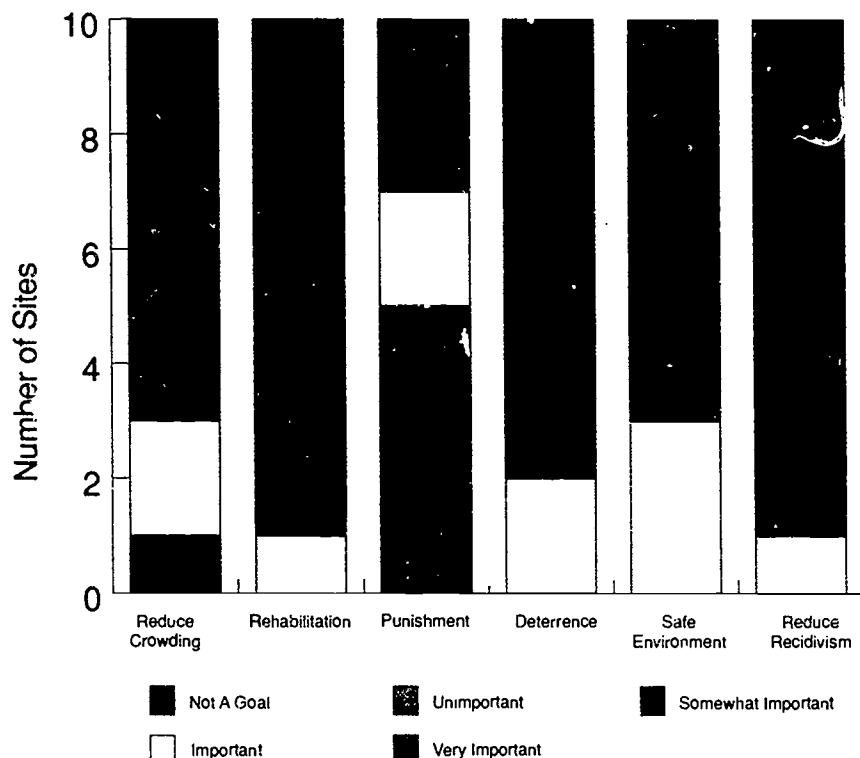 Number of Sites
10
8
6
4
2
0
Reduce Crowding
Rehabilitation
Punishment
Deterrence
Safe Environment
Reduce Recidivism
Not A Goal
Unimportant
Somewhat Important
Important
Very Important